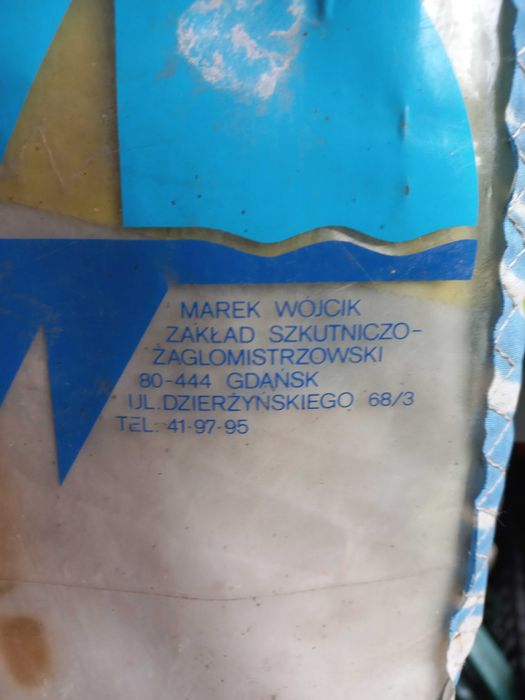 MAREK WÓJCIK
ZAKŁAD SZKUTNICZO-
ŻAGLOMISTRZOWSKI
80-444 GDAŃSK
UL.DZIERŻYŃSKIEGO 68/3
TEL. 41-97-95